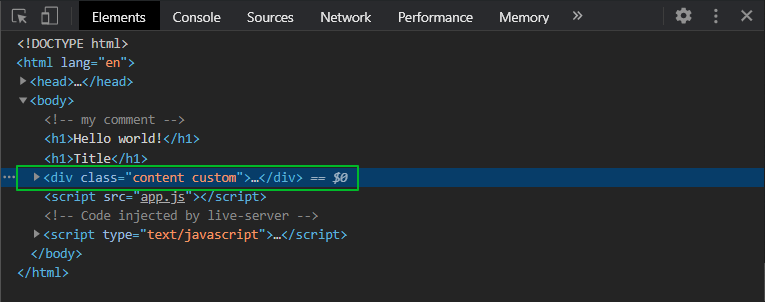 Elements Console Sources Network Performance Memory »
<!DOCTYPE html>
<html lang="en">
<head>…</head>
<body>
<!-- my comment -->
<h1>Hello world!</h1>
<h1>Title</h1>
<div class="content custom">…</div> == $0
<script src="app.js"></script>
<!-- Code injected by live-server -->
<script type="text/javascript">…</script>
</body>
</html>